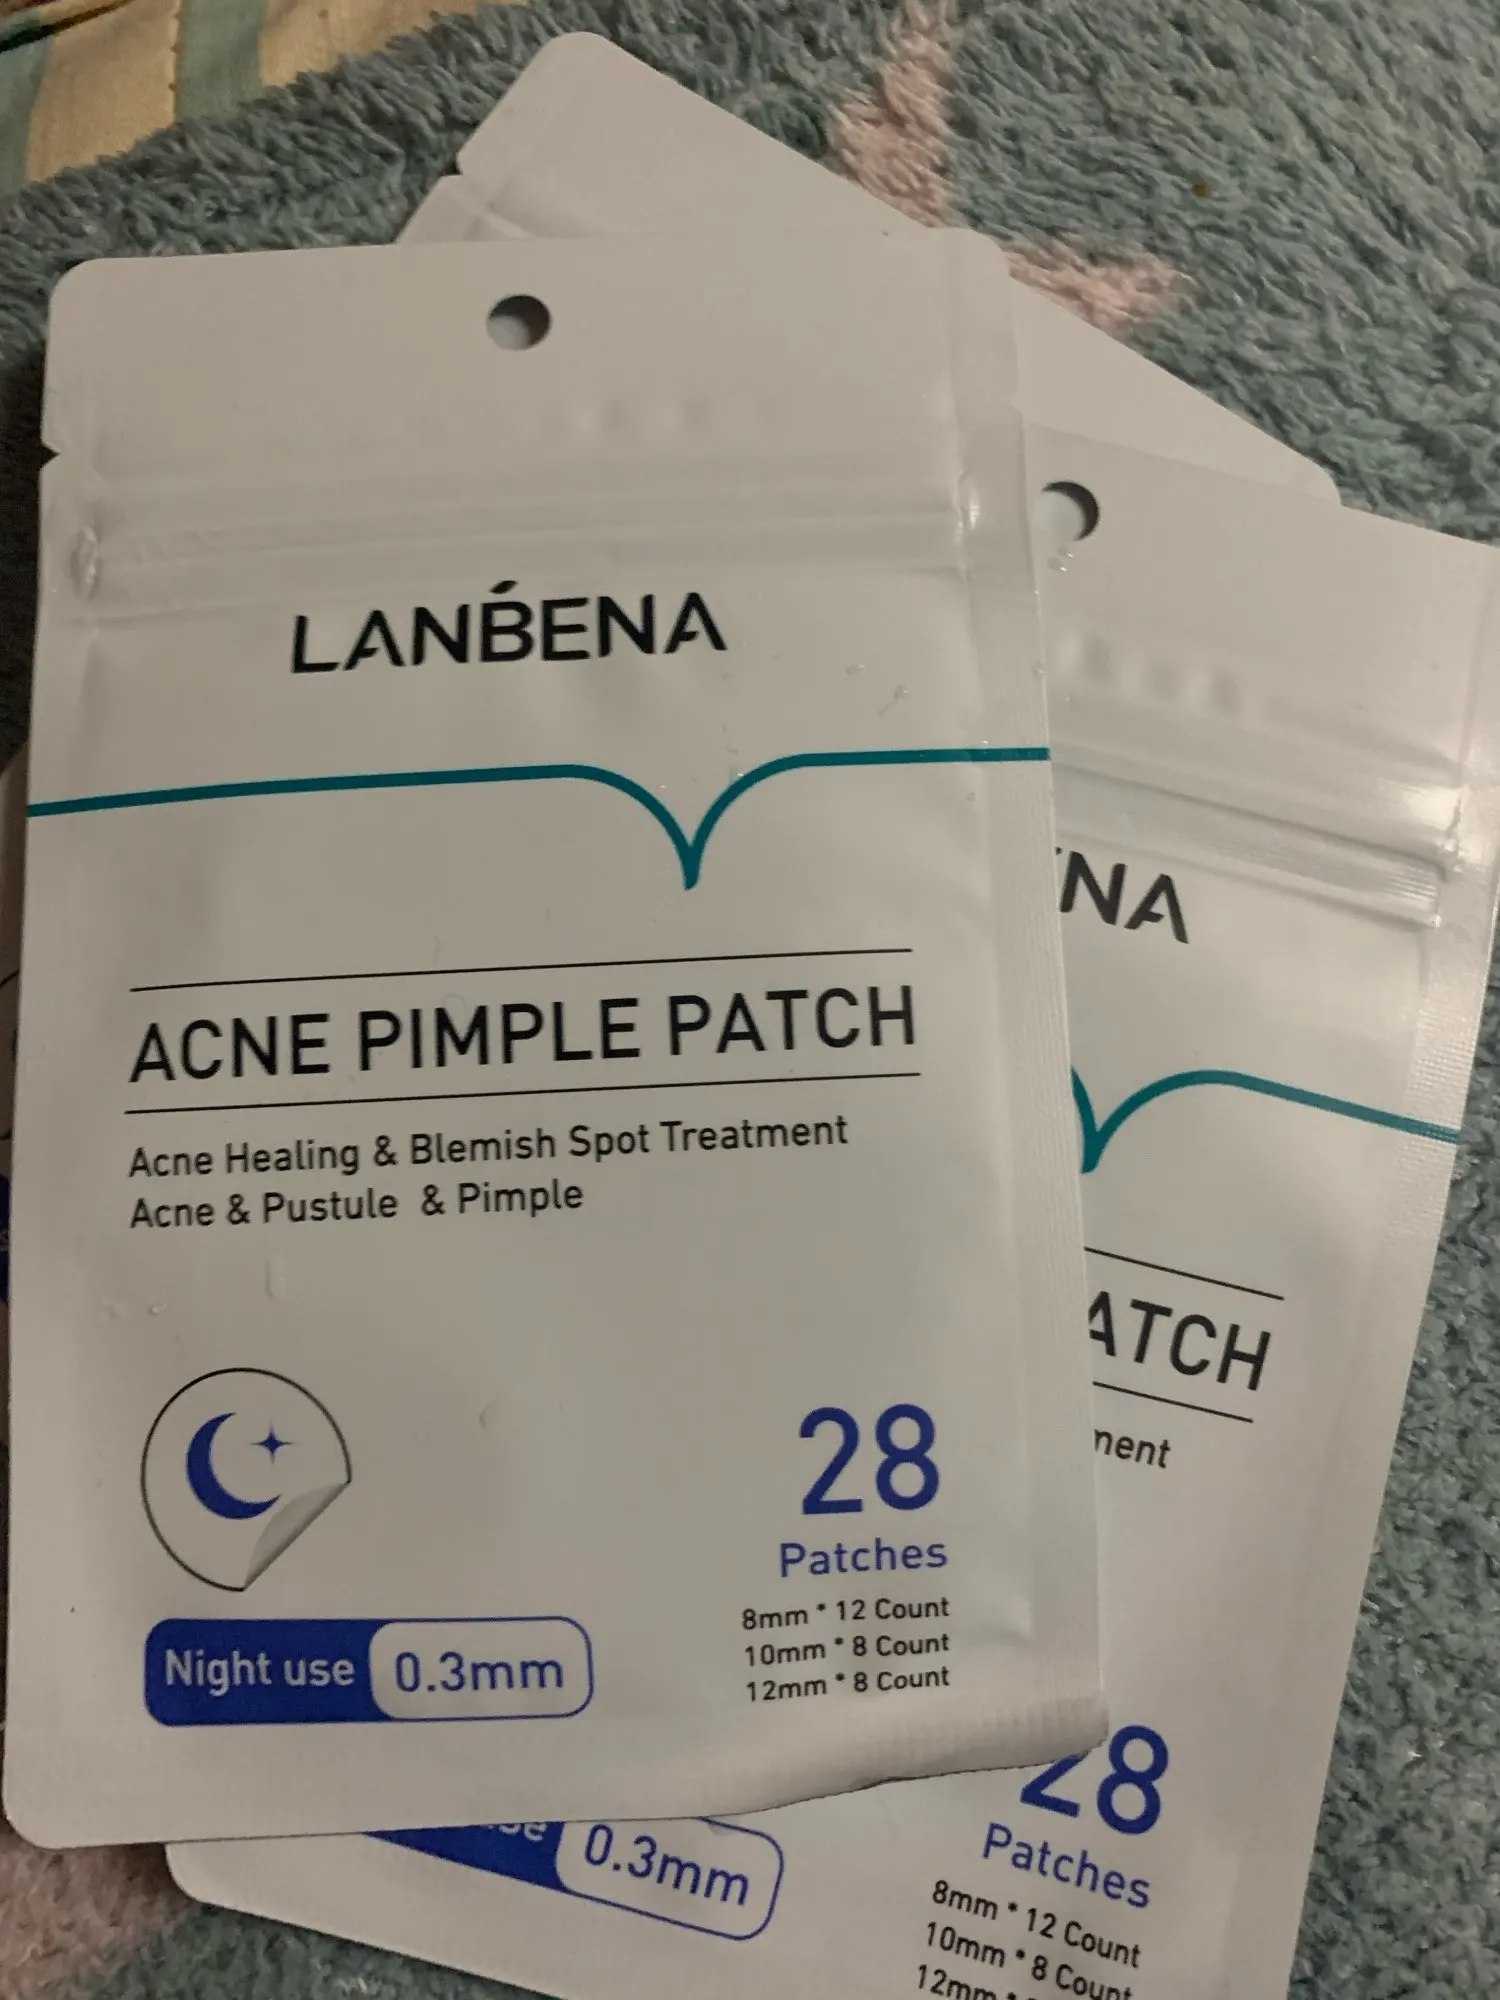 LANBENA
ACNE PIMPLE PATCH
Acne Healing & Blemish Spot Treatment
Acne & Pustule & Pimple
28
Patches
8mm * 12 Count
10mm * 8 Count
12mm * 8 Count
Night use 0.3mm
NA
ATCH
ment
28
Patches
8mm * 12 Count
10mm * 8 Count
12mm *
0.3mm